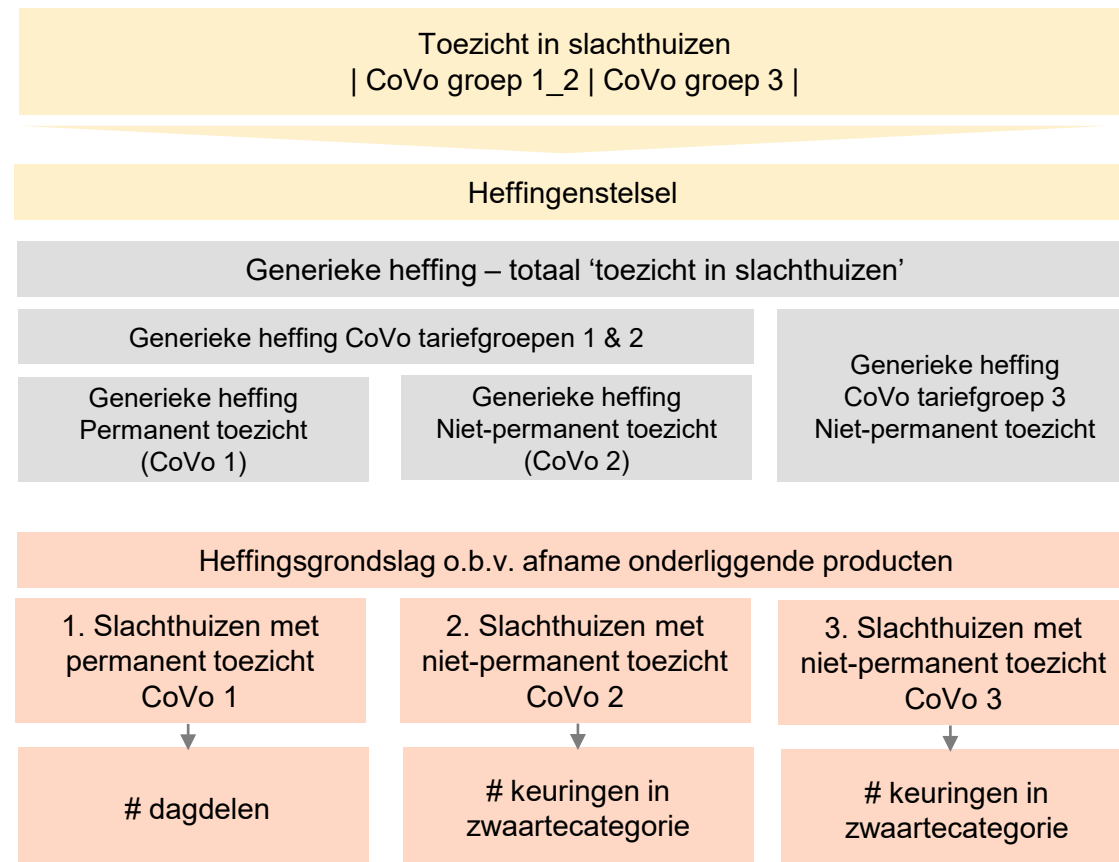 Toezicht in slachthuizen
| CoVo groep 1_2 | CoVo groep 3 |
Heffingenstelsel
Generieke heffing – totaal ‘toezicht in slachthuizen’
Generieke heffing CoVo tariefgroepen 1 & 2
Generieke heffing
Permanent toezicht
(CoVo 1)
Generieke heffing
Niet-permanent toezicht
(CoVo 2)
Generieke heffing
CoVo tariefgroep 3
Niet-permanent toezicht
Heffingsgrondslag o.b.v. afname onderliggende producten
1. Slachthuizen met
permanent toezicht
CoVo 1
2. Slachthuizen met
niet-permanent toezicht
CoVo 2
3. Slachthuizen met
niet-permanent toezicht
CoVo 3
# dagdelen
# keuringen in
zwaartecategorie
# keuringen in
zwaartecategorie